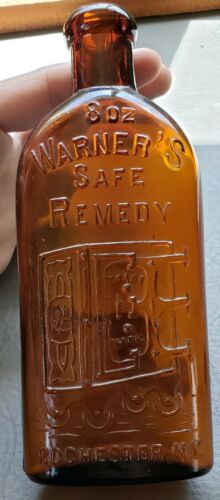 8 OZ
WARNER'S
SAFE
REMEDY
ROCHESTER, N.Y.